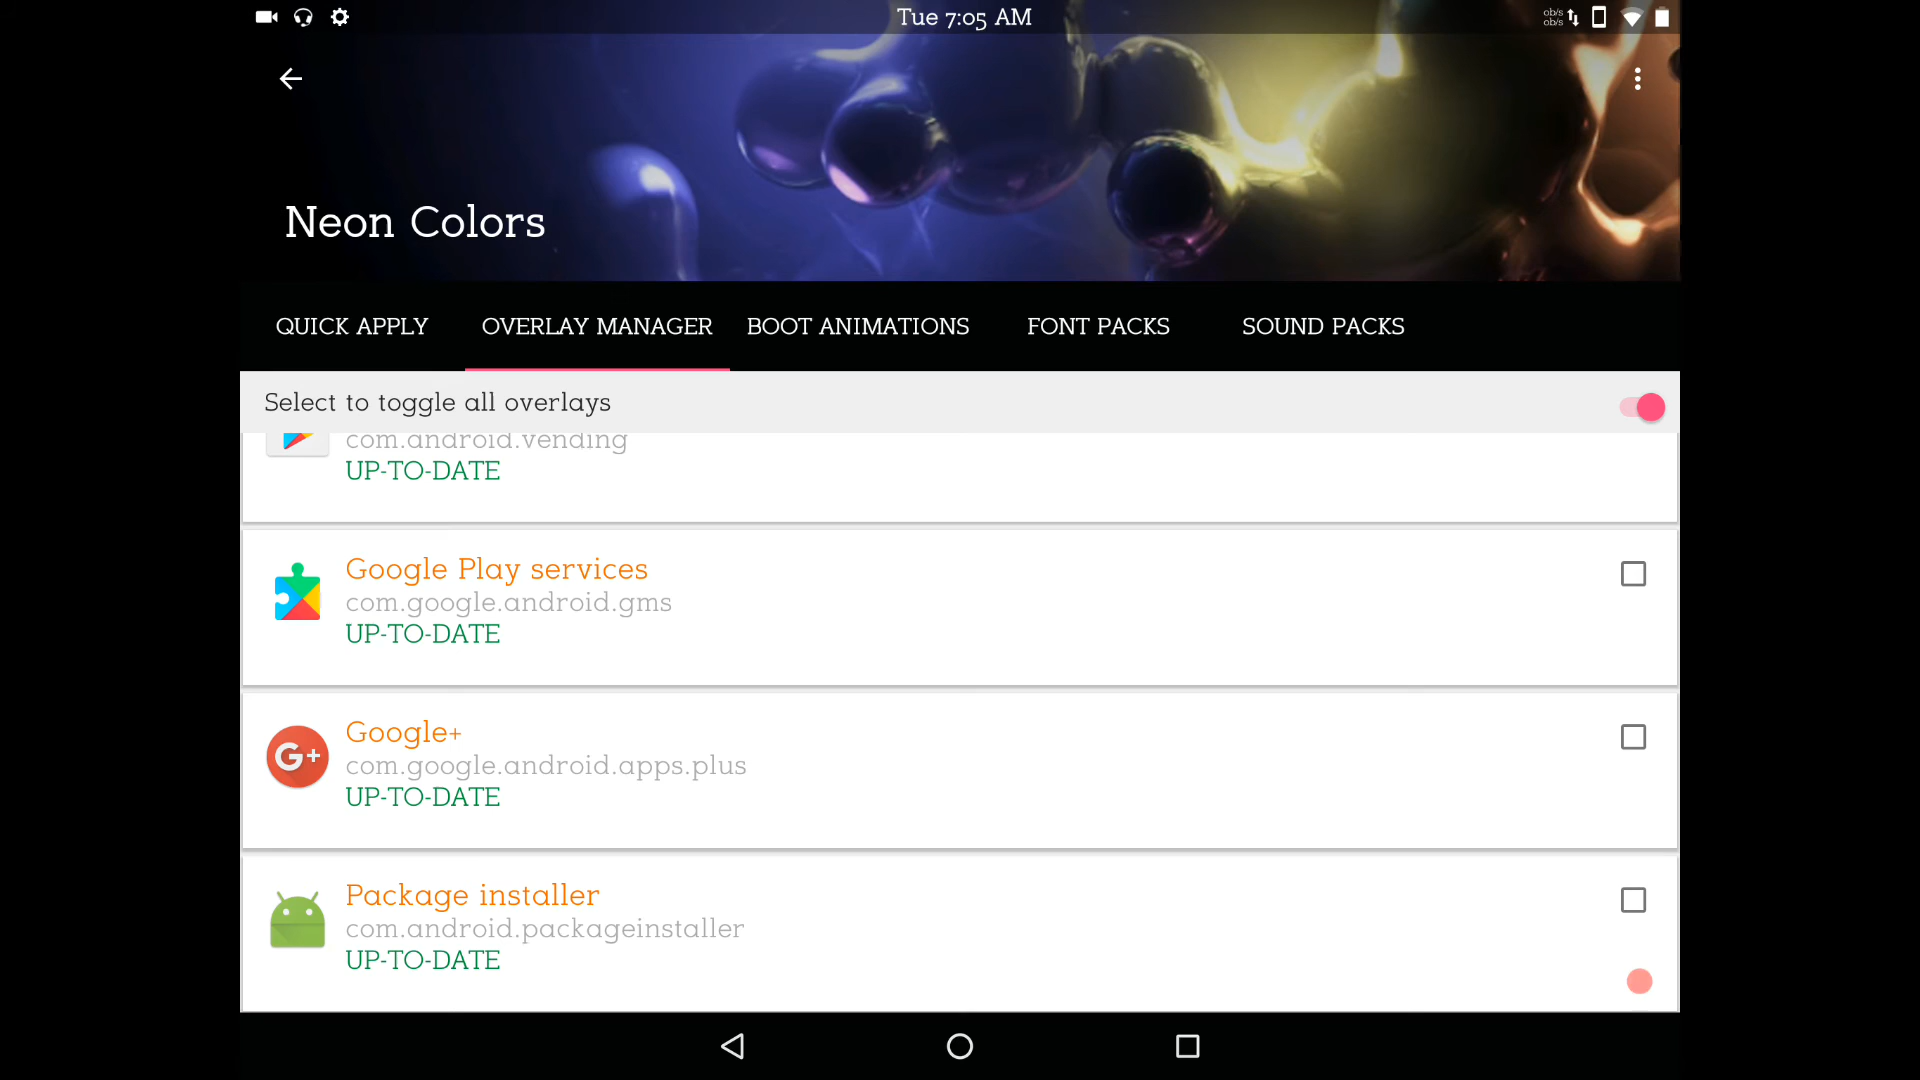 Tue 7:05 AM
0b/s
0b/s
Neon Colors
QUICK APPLY
OVERLAY MANAGER
BOOT ANIMATIONS
FONT PACKS
SOUND PACKS
Select to toggle all overlays
com.android.vending
UP-TO-DATE
Google Play services
com.google.android.gms
UP-TO-DATE
G+
Google+
com.google.android.apps.plus
UP-TO-DATE
Package installer
com.android.packageinstaller
UP-TO-DATE